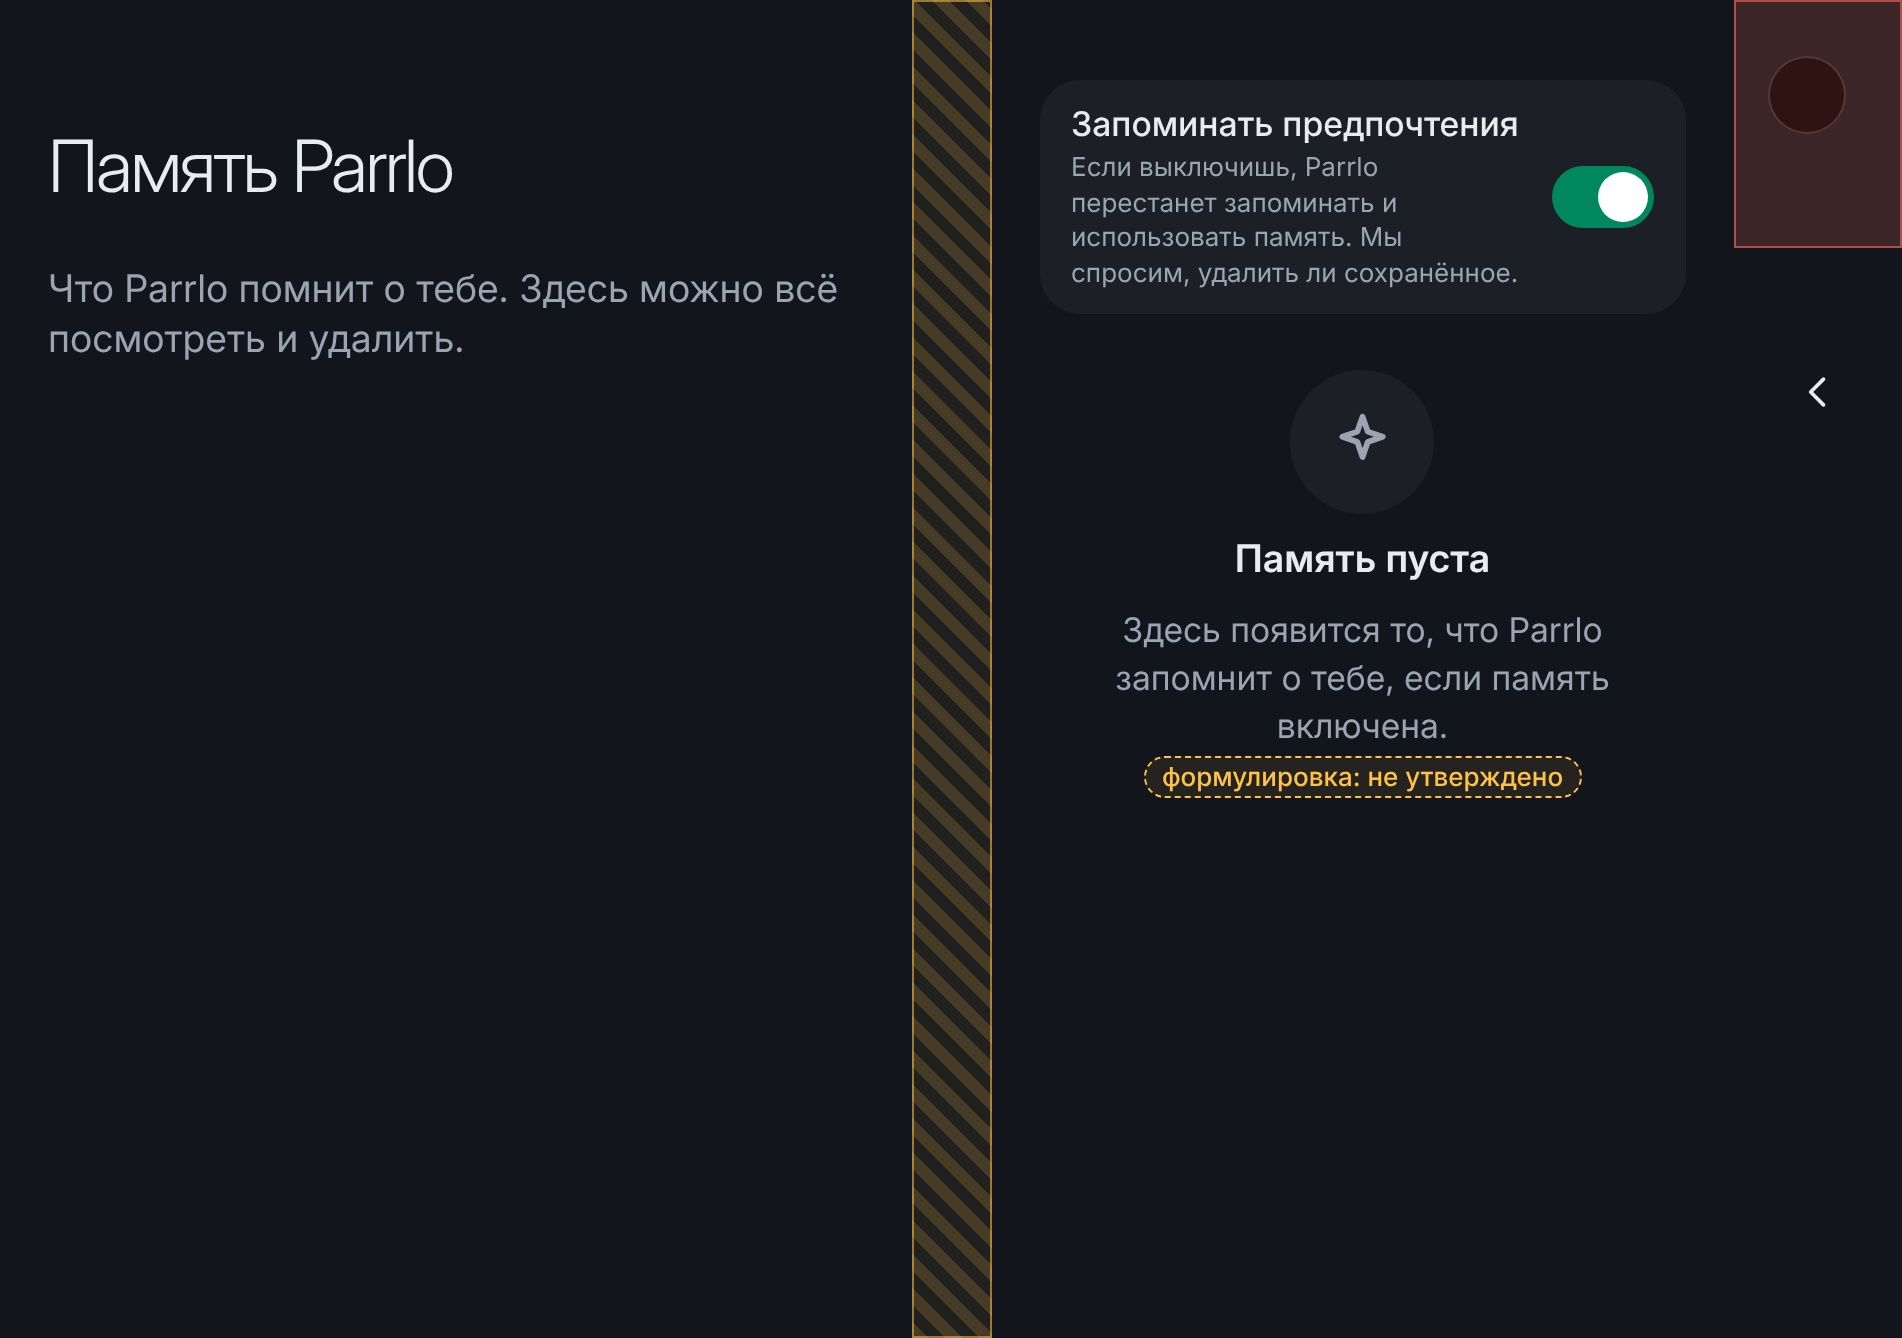 Память Parrlo
Что Parrlo помнит о тебе. Здесь можно всё
посмотреть и удалить.
Запоминать предпочтения
Если выключишь, Parrlo
перестанет запоминать и
использовать память. Мы
спросим, удалить ли сохранённое.
Память пуста
Здесь появится то, что Parrlo
запомнит о тебе, если память
включена.
формулировка: не утверждено